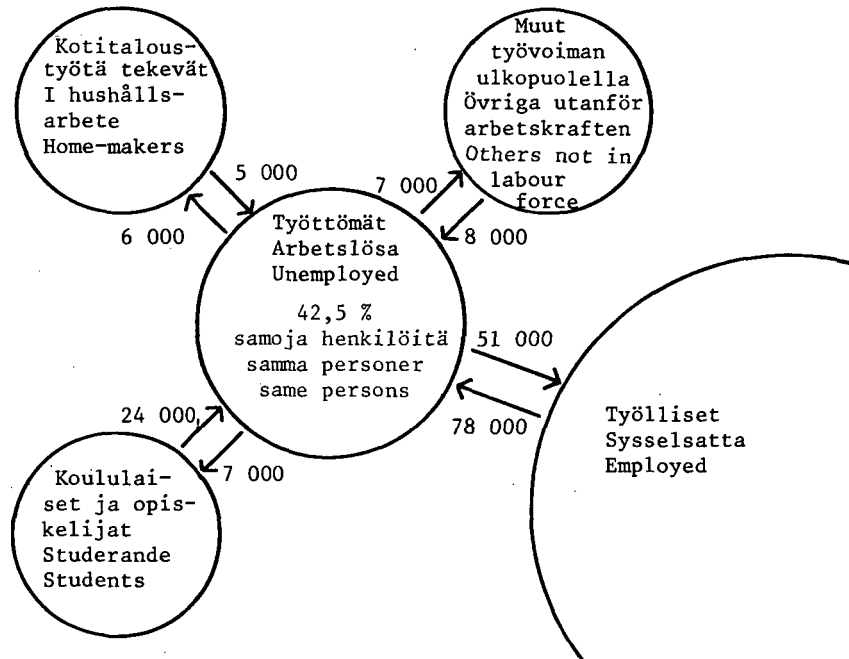 Kotitalous-
työtä tekevät
I hushålls-
arbete
Home-makers
Muut
työvoiman
ulkopuolella
Övriga utanför
arbetskraften
Others not in
labour
force
5 000
6 000
7 000
8 000
Työttömät
Arbetslösa
Unemployed
42,5 %
samoja henkilöitä
samma personer
same persons
51 000
78 000
Työlliset
Sysselsatta
Employed
24 000
7 000
Koululai-
set ja opis-
kelijat
Studerande
Students